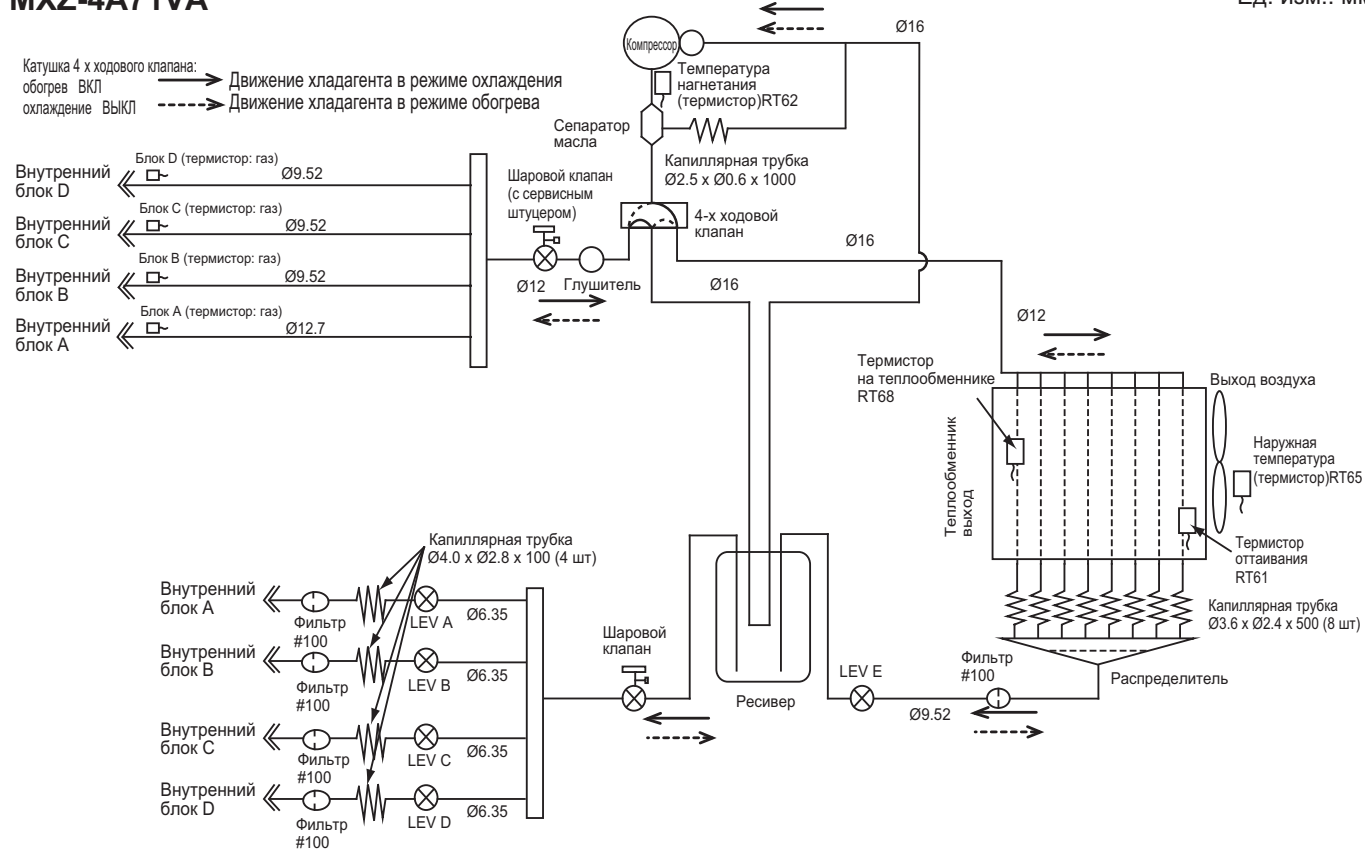 MXZ-4A71VA
Ед. изм.: мм
Катушка 4 х ходового клапана:
обогрев ВКЛ
охлаждение ВЫКЛ
Движение хладагента в режиме охлаждения
Движение хладагента в режиме обогрева
Компрессор
Ø16
Температура
нагнетания
(термистор)RT62
Сепаратор
масла
Капиллярная трубка
Ø2.5 x Ø0.6 x 1000
4-х ходовой
клапан
Шаровой клапан
(с сервисным
штуцером)
Ø12
Глушитель
Ø16
Ø16
Внутренний
блок D
Блок D (термистор: газ)
Ø9.52
Внутренний
блок C
Блок C (термистор: газ)
Ø9.52
Внутренний
блок B
Блок B (термистор: газ)
Ø9.52
Внутренний
блок A
Блок A (термистор: газ)
Ø12.7
Ø12
Термистор
на теплообменнике
RT68
Выход воздуха
Теплообменник
выход
Наружная
температура
(термистор)RT65
Термистор
оттаивания
RT61
Капиллярная трубка
Ø3.6 x Ø2.4 x 500 (8 шт)
Распределитель
Фильтр
#100
Ø9.52
LEV E
Ресивер
Шаровой
клапан
Капиллярная трубка
Ø4.0 x Ø2.8 x 100 (4 шт)
Внутренний
блок A
Фильтр
#100
LEV A
Ø6.35
Внутренний
блок B
Фильтр
#100
LEV B
Ø6.35
Внутренний
блок C
Фильтр
#100
LEV C
Ø6.35
Внутренний
блок D
Фильтр
#100
LEV D
Ø6.35